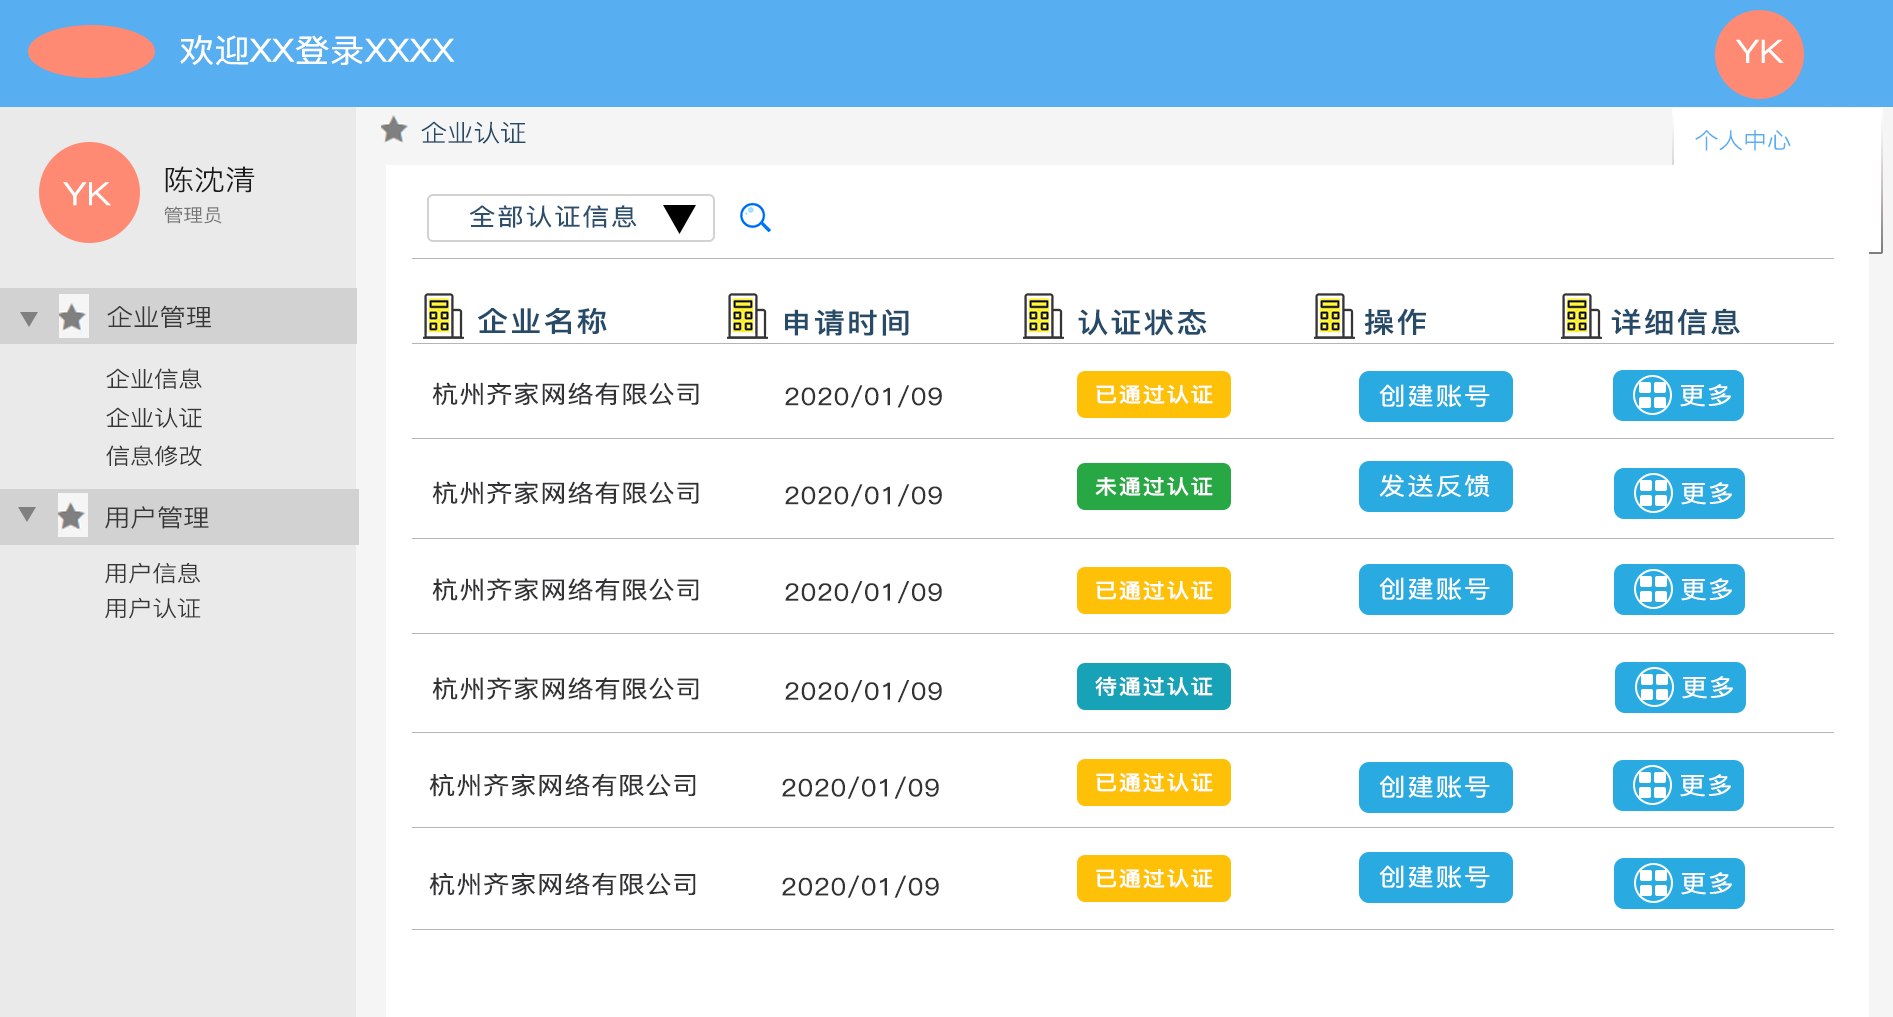 欢迎XX登录XXXX
YK
YK
陈沈清
管理员
企业管理
企业信息
企业认证
信息修改
用户管理
用户信息
用户认证
企业认证
个人中心
全部认证信息
企业名称 申请时间 认证状态 操作 详细信息
杭州齐家网络有限公司 2020/01/09 已通过认证 创建账号 更多
杭州齐家网络有限公司 2020/01/09 未通过认证 发送反馈 更多
杭州齐家网络有限公司 2020/01/09 已通过认证 创建账号 更多
杭州齐家网络有限公司 2020/01/09 待通过认证 更多
杭州齐家网络有限公司 2020/01/09 已通过认证 创建账号 更多
杭州齐家网络有限公司 2020/01/09 已通过认证 创建账号 更多